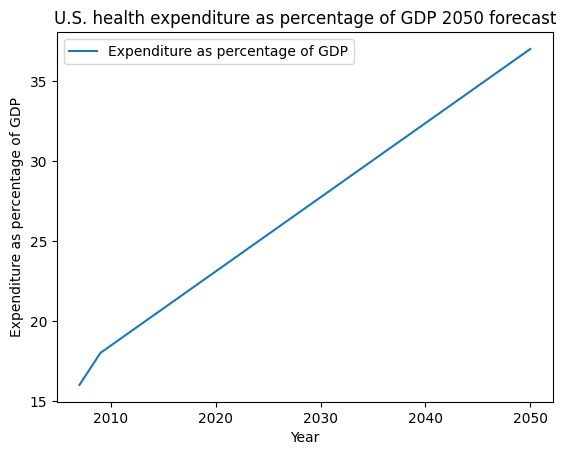 U.S. health expenditure as percentage of GDP 2050 forecast
Expenditure as percentage of GDP
Expenditure as percentage of GDP
35
30
25
20
15
2010 2020 2030 2040 2050
Year